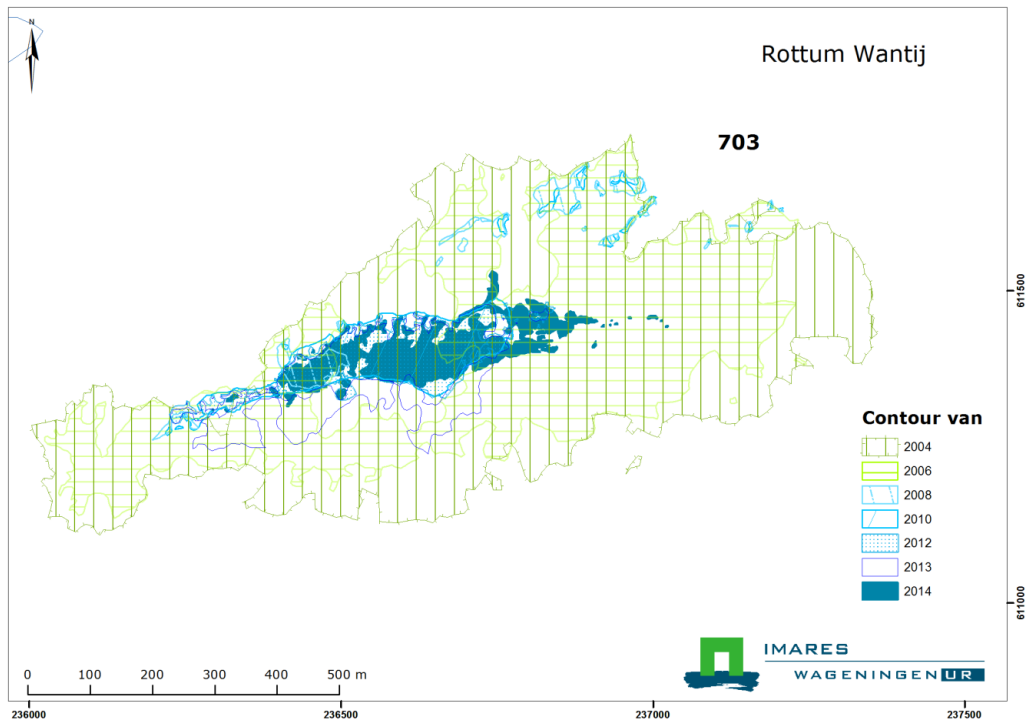 N
Rottum Wantij
703
611500
Contour van
2004
2006
2008
2010
2012
2013
2014
611000
IMARES
WAGENINGEN UR
0 100 200 300 400 500 m
236000 236500 237000 237500